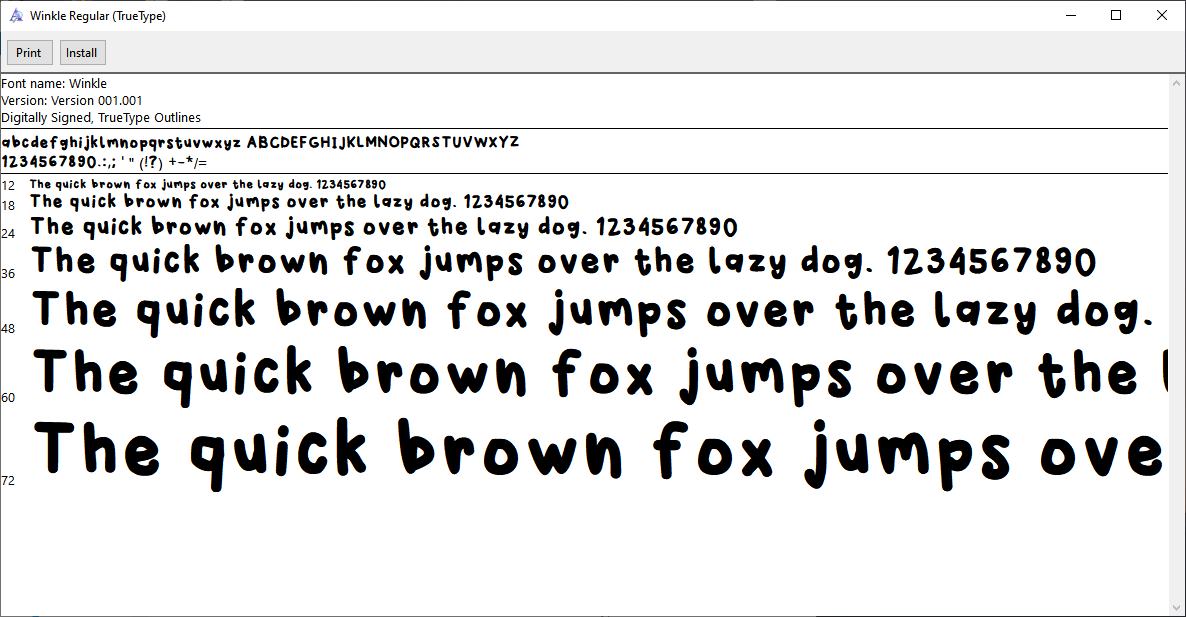 Winkle Regular (TrueType)
Print Install
Font name: Winkle
Version: Version 001.001
Digitally Signed, TrueType Outlines
abcdefghijklmnopqrstuvwxyz ABCDEFGHIJKLMNOPQRSTUVWXYZ
1234567890.:,; ' " (!?) +-*/=
12 The quick brown fox jumps over the lazy dog. 1234567890
18 The quick brown fox jumps over the lazy dog. 1234567890
24 The quick brown fox jumps over the lazy dog. 1234567890
36 The quick brown fox jumps over the lazy dog. 1234567890
48 The quick brown fox jumps over the lazy dog.
60 The quick brown fox jumps over the l
72 The quick brown fox jumps ove